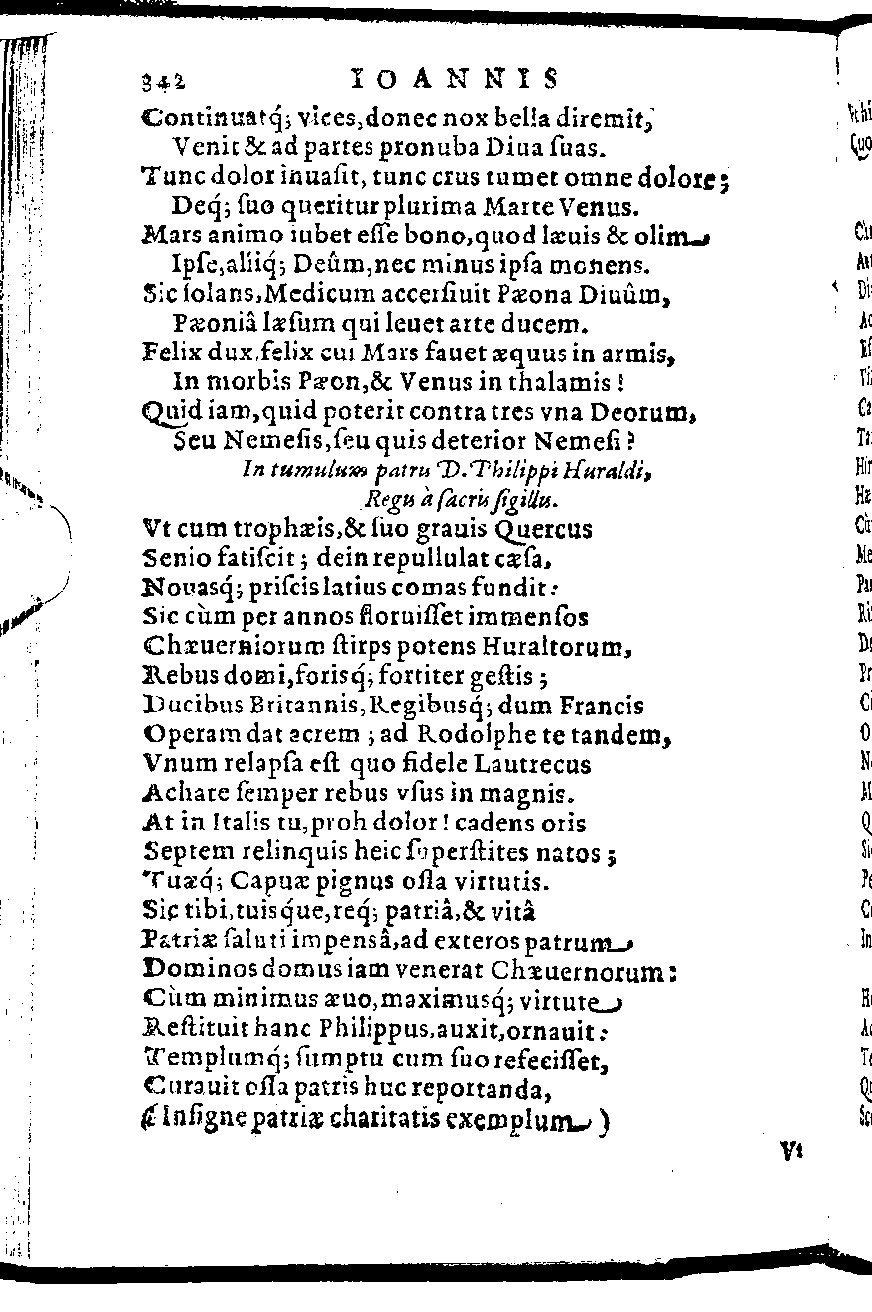 342 IOANNIS
Continuatq́; vices, donec nox bella diremit,
Venit & ad partes pronuba Diua ſuas.
Tunc dolor inuaſit, tunc crus tumet omne dolore;
Deq́; ſuo queritur plurima Marte Venus.
Mars animo iubet eſſe bono, quod læuis & olim
Ipſe, aliiq́; Deûm, nec minus ipſa monens.
Sic ſolans, Medicum accerſiuit Pæona Diuûm,
Pæoniâ læſum qui leuet arte ducem.
Felix dux, felix cui Mars fauet æquus in armis,
In morbis Pæon, & Venus in thalamis!
Quid iam, quid poterit contra tres vna Deorum,
Seu Nemeſis, ſeu quis deterior Nemeſi?
In tumulum patris D. Philippi Huraldi,
Regis à ſacris ſigillis.
Vt cum trophæis, & ſuo grauis Quercus
Senio fatiſcit; dein repullulat cæſa,
Nouasq́; priſcis latius comas fundit:
Sic cùm per annos floruiſſet immenſos
Chæuerniorum ſtirps potens Huraltorum,
Rebus domi, forisq́; fortiter geſtis;
Ducibus Britannis, Regibusq́; dum Francis
Operam dat acrem; ad Rodolphe te tandem,
Vnum relapſa eſt quo fidele Lautrecus
Achate ſemper rebus vſus in magnis.
At in Italis tu, proh dolor! cadens oris
Septem relinquis heic ſuperſtites natos;
Tuæq́; Capuæ pignus oſſa virtutis.
Sic tibi, tuisq́ue, req́; patriâ, & vitâ
Patriæ ſaluti impensâ, ad exteros patrum
Dominos domus iam venerat Chæuernorum:
Cùm minimus æuo, maximusq́; virtute
Reſtituit hanc Philippus, auxit, ornauit:
Templumq́; ſumptu cum ſuo refeciſſet,
Curauit oſſa patris huc reportanda,
(Inſigne patriæ charitatis exemplum)
Vt